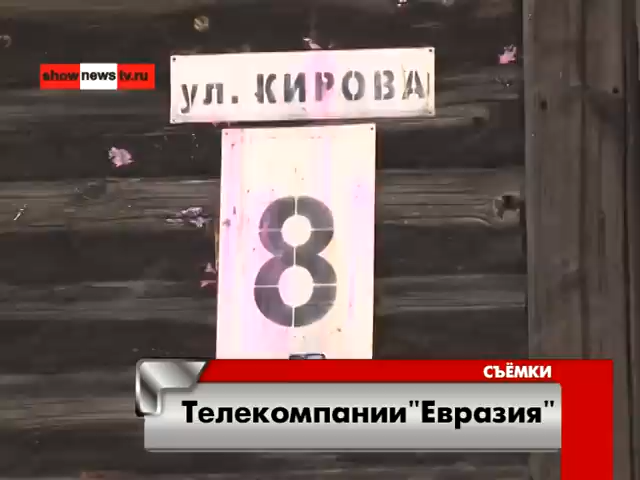 shownewstv.ru
ул. КИРОВА
8
СЪЁМКИ
Телекомпании"Евразия"